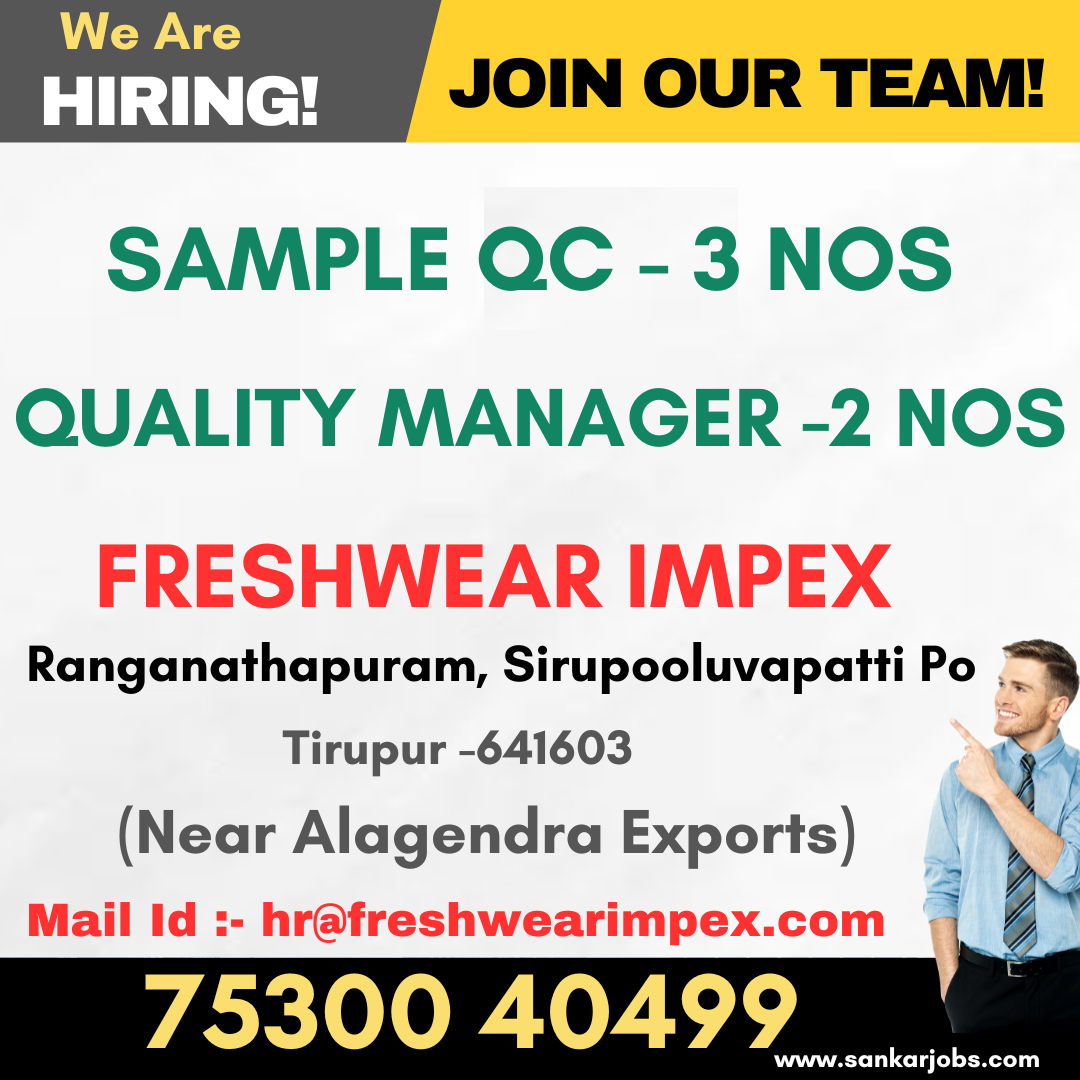 We Are
HIRING!
JOIN OUR TEAM!
SAMPLE QC - 3 NOS
QUALITY MANAGER -2 NOS
FRESHWEAR IMPEX
Ranganathapuram, Sirupooluvapatti Po
Tirupur -641603
(Near Alagendra Exports)
Mail Id :- hr@freshwearimpex.com
75300 40499
www.sankarjobs.com